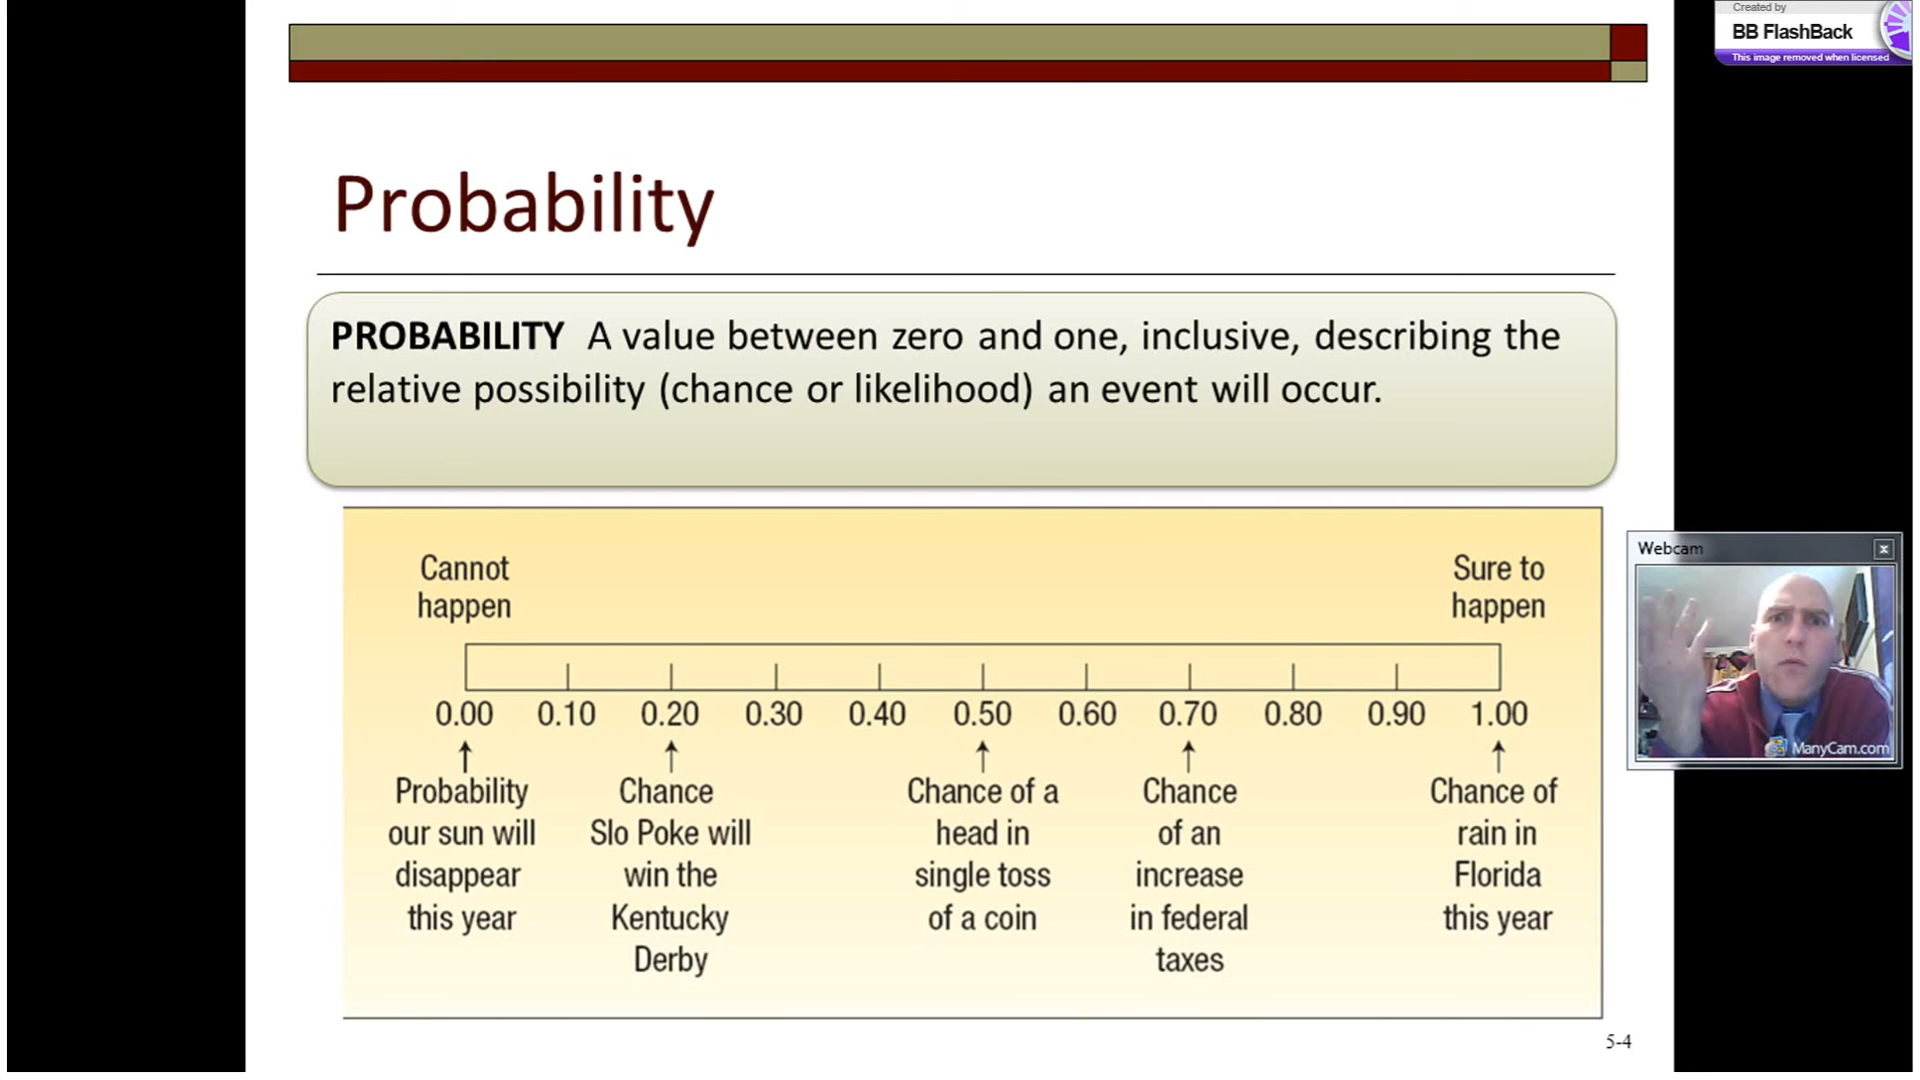 Created by
BB FlashBack
This image removed when licensed
Probability
PROBABILITY A value between zero and one, inclusive, describing the
relative possibility (chance or likelihood) an event will occur.
Cannot
happen
Sure to
happen
0.00 0.10 0.20 0.30 0.40 0.50 0.60 0.70 0.80 0.90 1.00
Probability
our sun will
disappear
this year
Chance
Slo Poke will
win the
Kentucky
Derby
Chance of a
head in
single toss
of a coin
Chance
of an
increase
in federal
taxes
Chance of
rain in
Florida
this year
Webcam
ManyCam.com
5-4